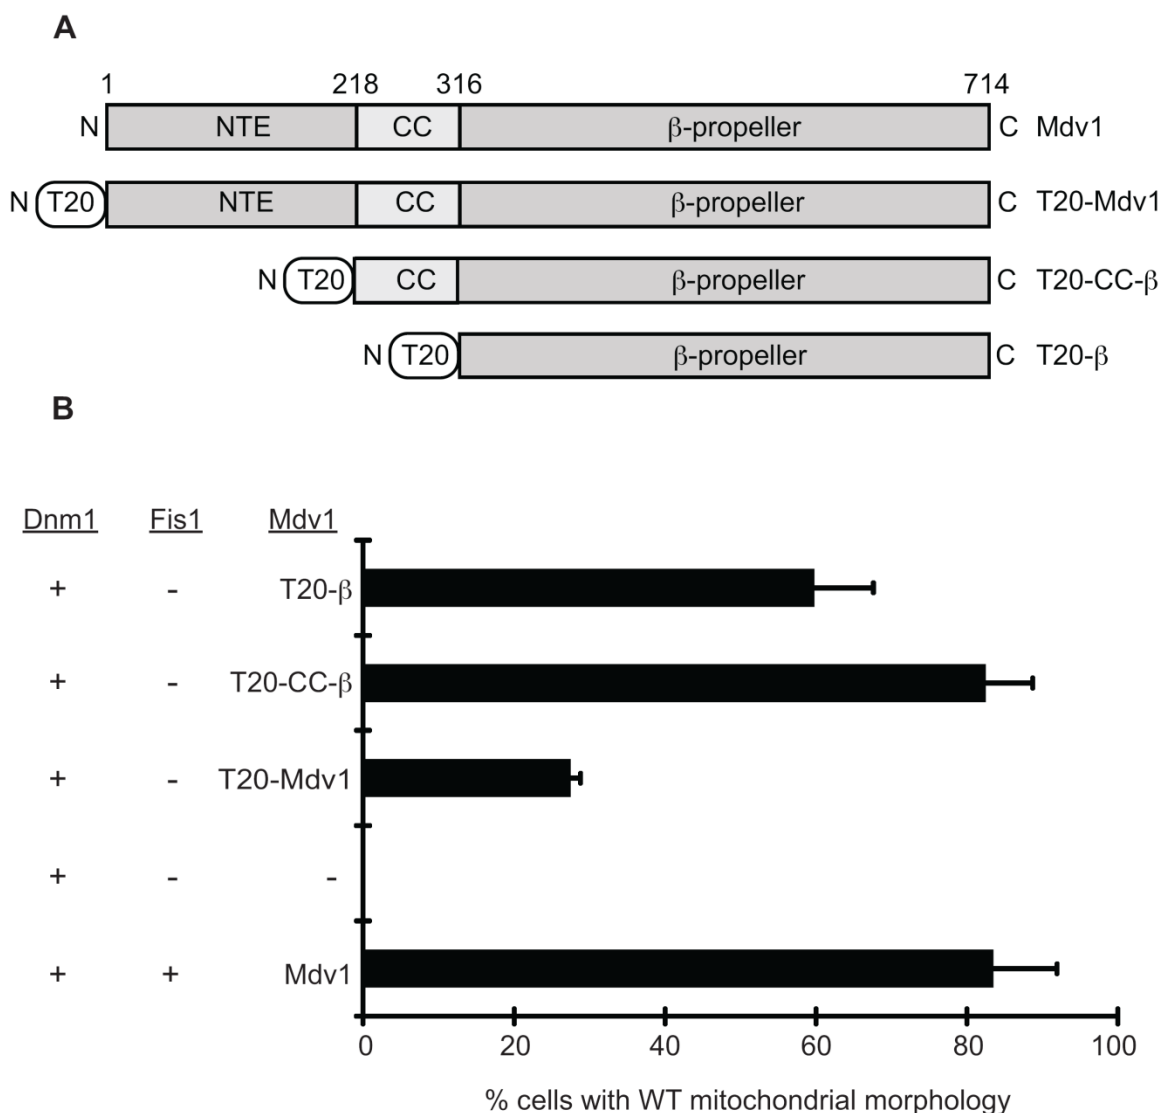 A
1 218 316 714
N NTE CC β-propeller C Mdv1
N T20 NTE CC β-propeller C T20-Mdv1
N T20 CC β-propeller C T20-CC-β
N T20 β-propeller C T20-β
B
Dnm1 Fis1 Mdv1
+ - T20-β
+ - T20-CC-β
+ - T20-Mdv1
+ - -
+ + Mdv1
0 20 40 60 80 100
% cells with WT mitochondrial morphology